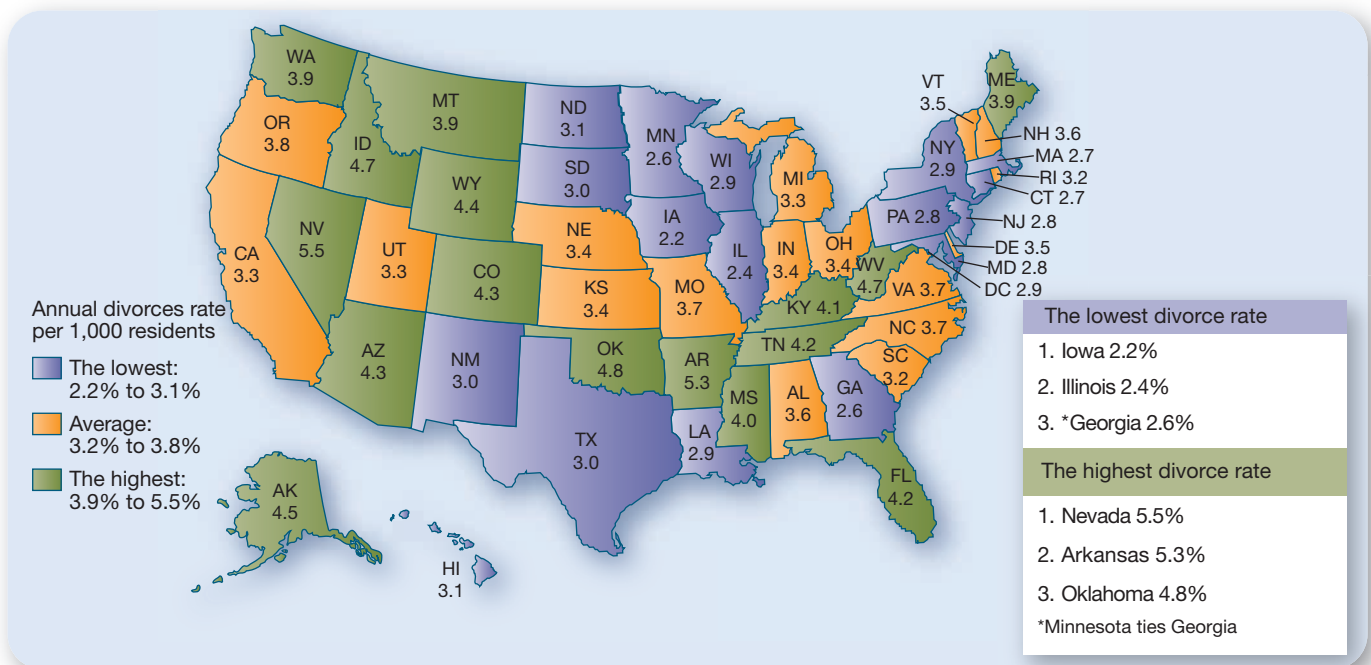 WA
3.9
OR
3.8
CA
3.3
ID
4.7
NV
5.5
MT
3.9
WY
4.4
UT
3.3
CO
4.3
AZ
4.3
NM
3.0
ND
3.1
SD
3.0
NE
3.4
KS
3.4
OK
4.8
TX
3.0
MN
2.6
IA
2.2
MO
3.7
AR
5.3
LA
2.9
WI
2.9
IL
2.4
MI
3.3
IN
3.4
OH
3.4
KY 4.1
TN 4.2
MS
4.0
AL
3.6
GA
2.6
FL
4.2
SC
3.2
NC 3.7
VA 3.7
WV
4.7
PA 2.8
NY
2.9
VT
3.5
ME
3.9
NH 3.6
MA 2.7
RI 3.2
CT 2.7
NJ 2.8
DE 3.5
MD 2.8
DC 2.9
AK
4.5
HI
3.1
Annual divorces rate
per 1,000 residents
The lowest:
2.2% to 3.1%
Average:
3.2% to 3.8%
The highest:
3.9% to 5.5%
The lowest divorce rate
1. Iowa 2.2%
2. Illinois 2.4%
3. *Georgia 2.6%
The highest divorce rate
1. Nevada 5.5%
2. Arkansas 5.3%
3. Oklahoma 4.8%
*Minnesota ties Georgia